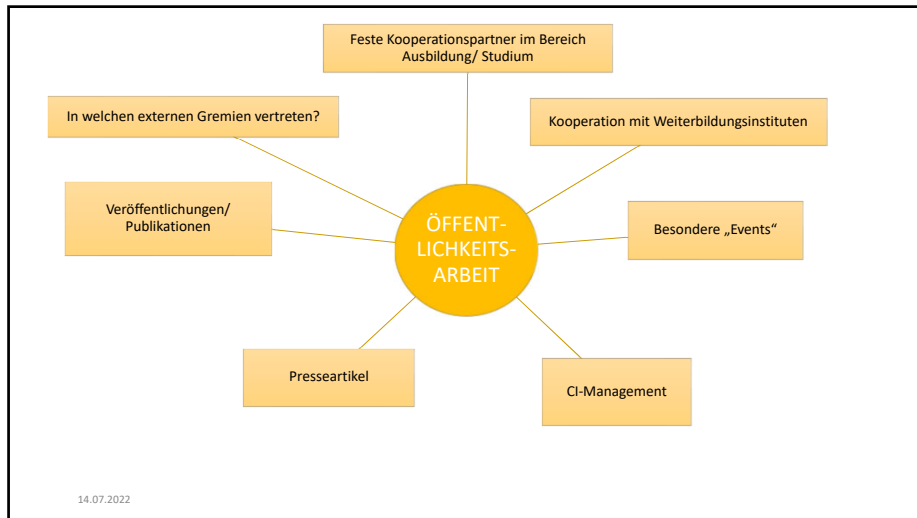 Feste Kooperationspartner im Bereich
Ausbildung/ Studium
In welchen externen Gremien vertreten?
Kooperation mit Weiterbildungsinstituten
Veröffentlichungen/
Publikationen
ÖFFENT-
LICHKEITS-
ARBEIT
Besondere „Events“
Presseartikel
CI-Management
14.07.2022